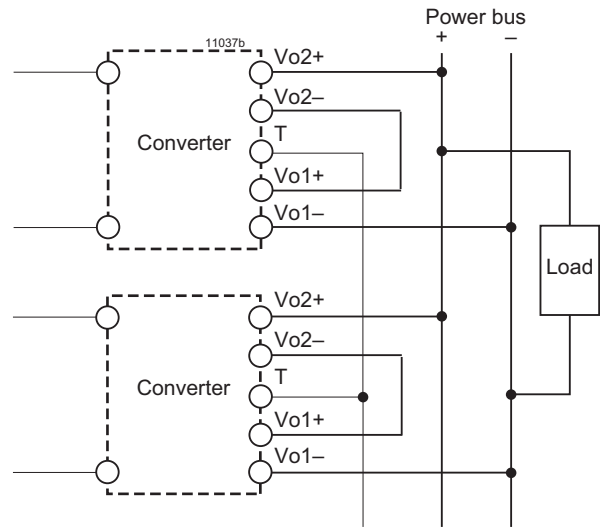 Power bus
+ –
11037b
Vo2+
Vo2–
Converter
T
Vo1+
Vo1–
Load
Vo2+
Vo2–
Converter
T
Vo1+
Vo1–